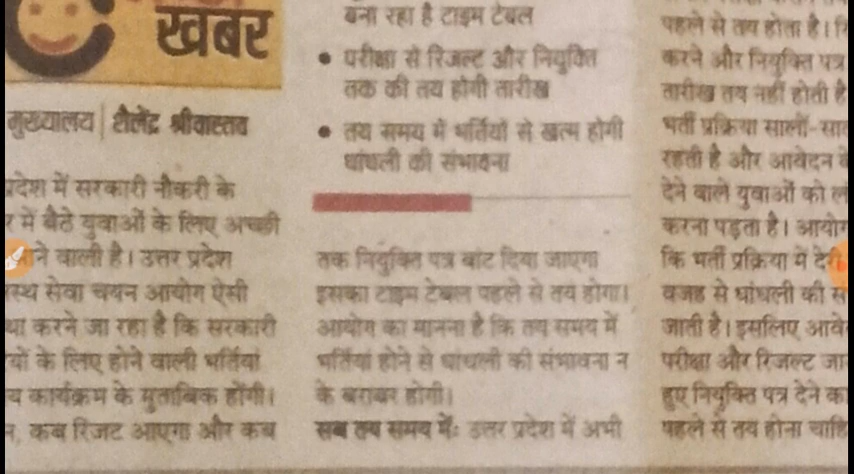 खबर
मुख्यालय | शैलेंद्र श्रीवास्तव
प्रदेश में सरकारी नौकरी के
में बैठे युवाओं के लिए अच्छी
वाली है। उत्तर प्रदेश
सेवा चयन आयोग ऐसी
करने जा रहा है कि सरकारी
के लिए होने वाली भर्तियां
कार्यक्रम के मुताबिक होंगी।
कब रिजट आएगा और कब
बना रहा है टाइम टेबल
• परीक्षा से रिजल्ट और नियुक्ति
तक की तय होगी तारीख
• तय समय में भर्तियों से खत्म होगी
धांधली की संभावना
तक नियुक्ति पत्र बांट दिया जाएगा
इसका टाइम टेबल पहले से तय होगा।
आयोग का मानना है कि तय समय में
भर्तियां होने से धांधली की संभावना न
के बराबर होगी।
सब तय समय में: उत्तर प्रदेश में अभी
पहले से तय होता है।
करने और नियुक्ति पत्र
तारीख तय नहीं होती है
भर्ती प्रक्रिया सालों-
रहती है और आवेदन
देने वाले युवाओं को
करना पड़ता है।
कि भर्ती प्रक्रिया में
वजह से धांधली की
जाती है। इसलिए
परीक्षा और रिजल्ट
हुए नियुक्ति पत्र देने
पहले से तय होना